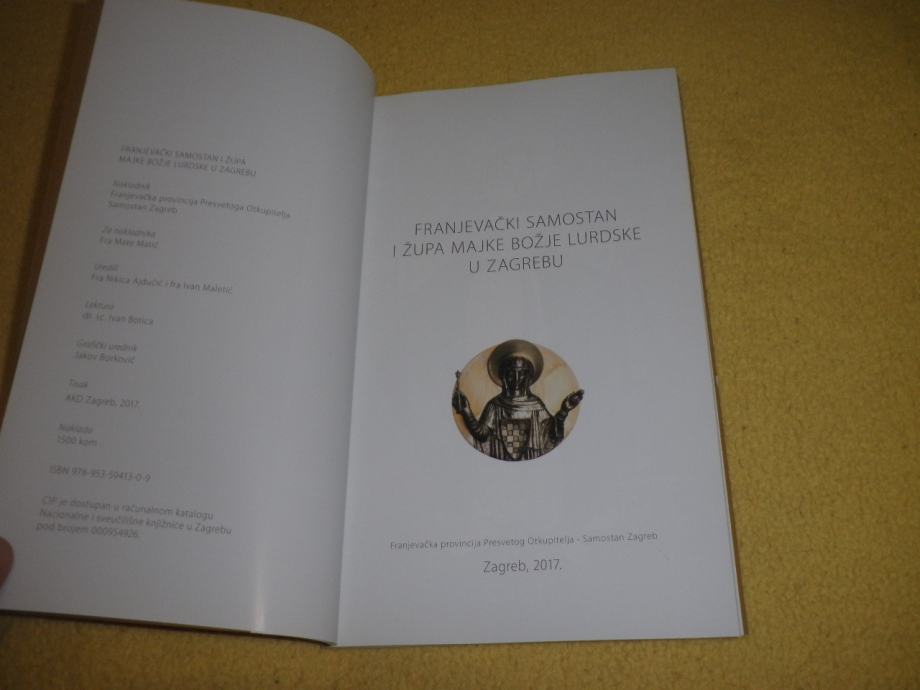 FRANJEVAČKI SAMOSTAN I ŽUPA
MAJKE BOŽJE LURDSKE U ZAGREBU
Nakladnik
Franjevačka provincija Presvetoga Otkupitelja
Samostan Zagreb
Za nakladnika
Fra Mate Matić
Uredili
Fra Nikica Ajdučić i fra Ivan Maletić
Lektura
dr. sc. Ivan Botica
Grafički urednik
Jakov Borković
Tisak
AKD Zagreb, 2017.
Naklada
1500 kom
ISBN 978-953-59413-0-9
CIP je dostupan u računalnom katalogu
Nacionalne i sveučilišne knjižnice u Zagrebu
pod brojem 000954926.
FRANJEVAČKI SAMOSTAN
I ŽUPA MAJKE BOŽJE LURDSKE
U ZAGREBU
Franjevačka provincija Presvetog Otkupitelja - Samostan Zagreb
Zagreb, 2017.